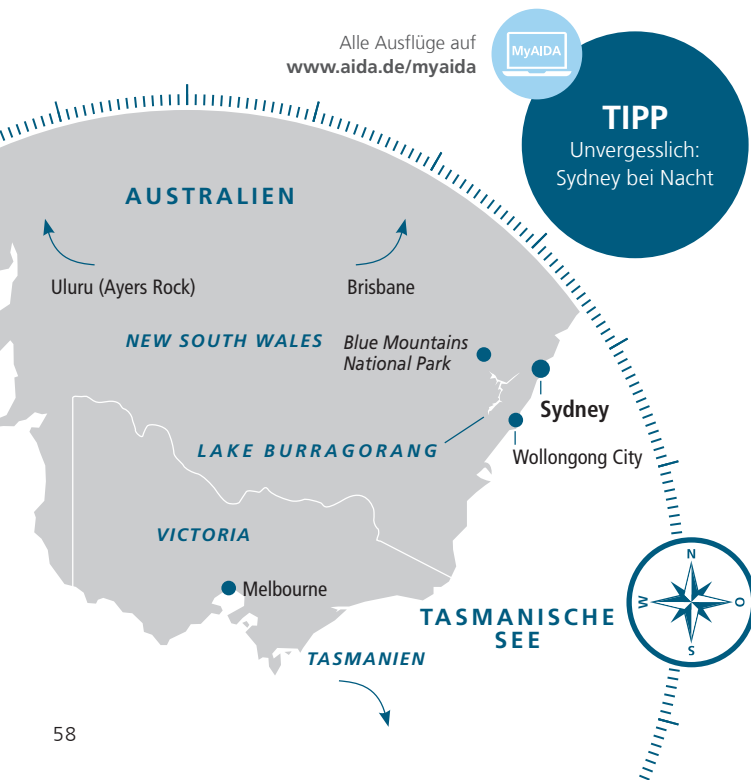 Alle Ausflüge auf
www.aida.de/myaida
MyAIDA
TIPP
Unvergesslich:
Sydney bei Nacht
AUSTRALIEN
Uluru (Ayers Rock)
Brisbane
NEW SOUTH WALES
Blue Mountains
National Park
Sydney
LAKE BURRAGORANG
Wollongong City
VICTORIA
Melbourne
N
W
O
S
TASMANISCHE
SEE
TASMANIEN
58